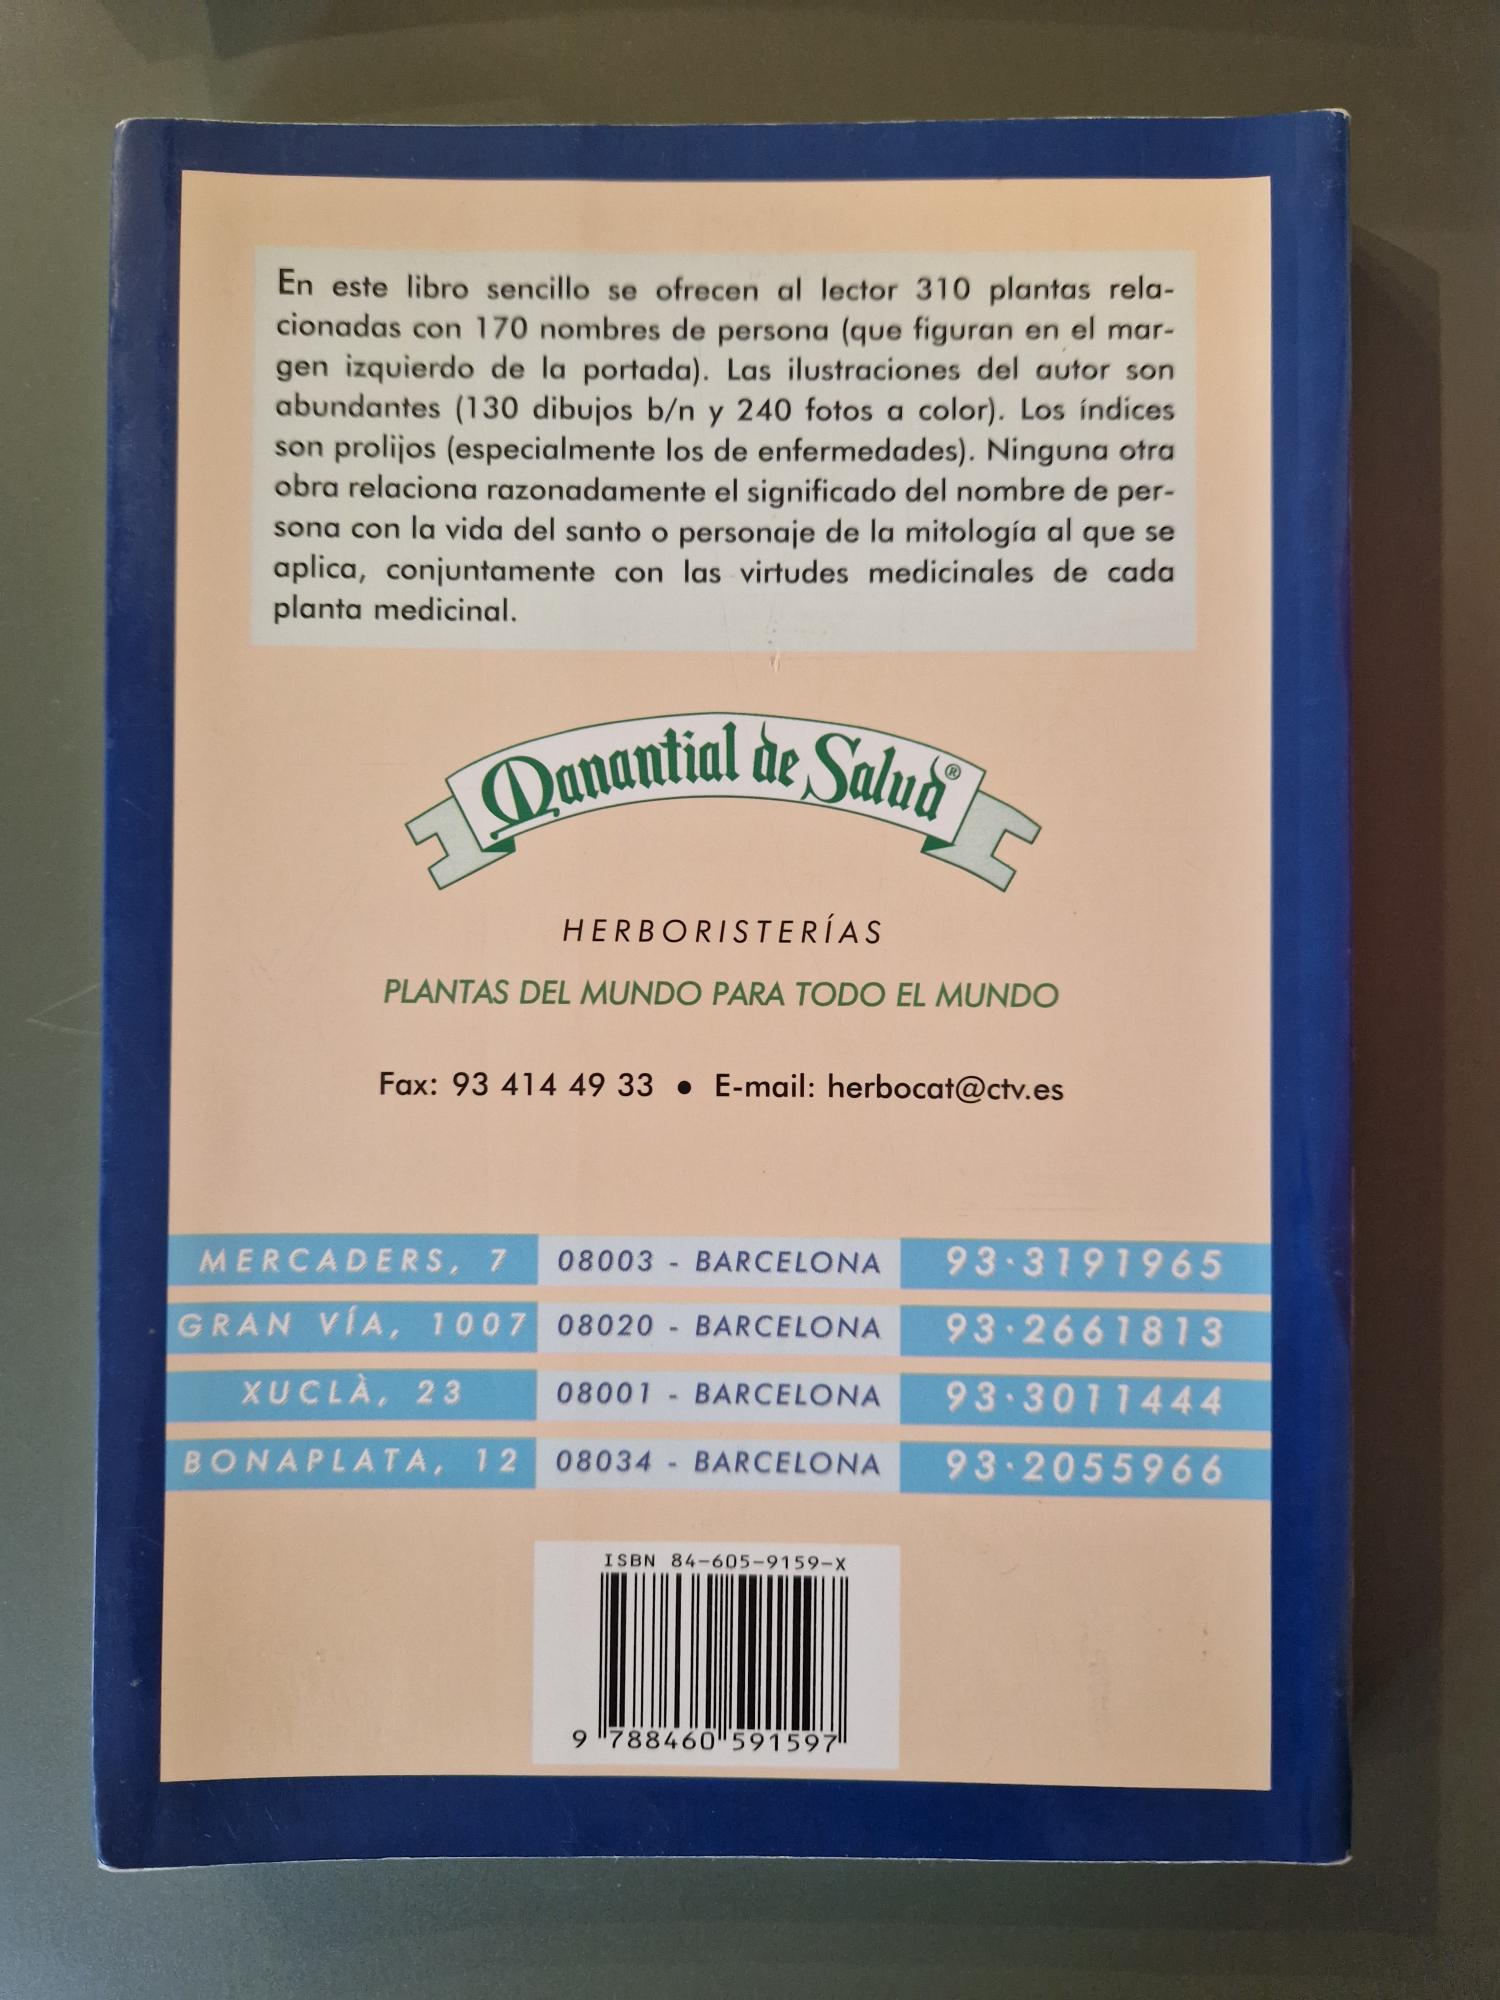 En este libro sencillo se ofrecen al lector 310 plantas rela-
cionadas con 170 nombres de persona (que figuran en el mar-
gen izquierdo de la portada). Las ilustraciones del autor son
abundantes (130 dibujos b/n y 240 fotos a color). Los índices
son prolijos (especialmente los de enfermedades). Ninguna otra
obra relaciona razonadamente el significado del nombre de per-
sona con la vida del santo o personaje de la mitología al que se
aplica, conjuntamente con las virtudes medicinales de cada
planta medicinal.
Manantial de Salud®
HERBORISTERÍAS
PLANTAS DEL MUNDO PARA TODO EL MUNDO
Fax: 93 414 49 33 • E-mail: herbocat@ctv.es
MERCADERS, 7 08003 - BARCELONA 93·3191965
GRAN VÍA, 1007 08020 - BARCELONA 93·2661813
XUCLÀ, 23 08001 - BARCELONA 93·3011444
BONAPLATA, 12 08034 - BARCELONA 93·2055966
ISBN 84-605-9159-X
9 788460 591597